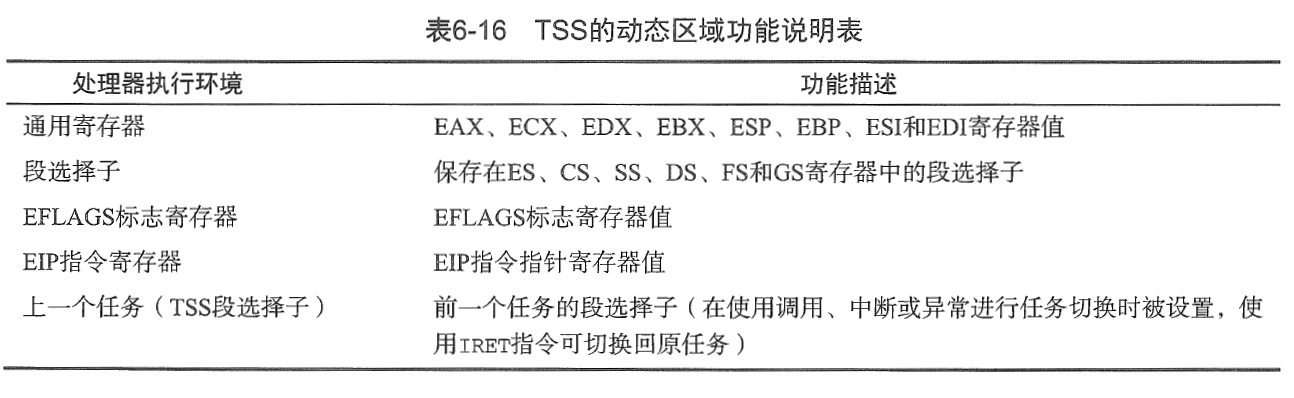 表6-16 TSS的动态区域功能说明表
处理器执行环境 功能描述
通用寄存器 EAX、ECX、EDX、EBX、ESP、EBP、ESI和EDI寄存器值
段选择子 保存在ES、CS、SS、DS、FS和GS寄存器中的段选择子
EFLAGS标志寄存器 EFLAGS标志寄存器值
EIP指令寄存器 EIP指令指针寄存器值
上一个任务（TSS段选择子） 前一个任务的段选择子（在使用调用、中断或异常进行任务切换时被设置，使
用IRET指令可切换回原任务）